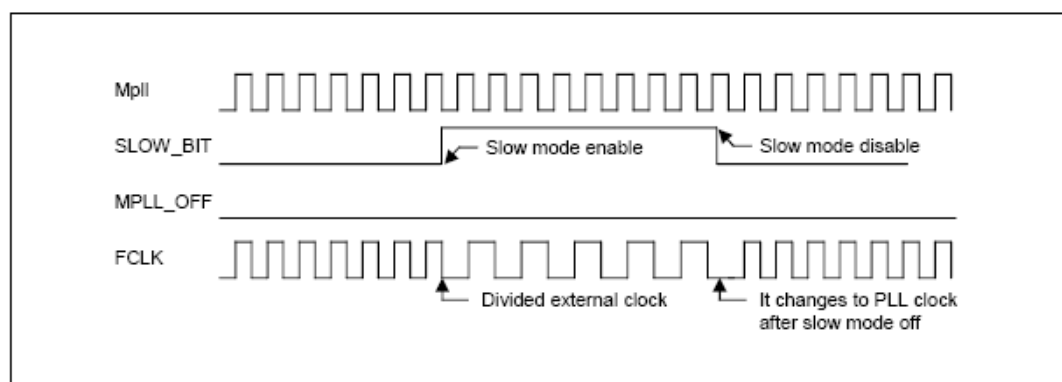 Mpll
SLOW_BIT
Slow mode enable
Slow mode disable
MPLL_OFF
FCLK
Divided external clock
It changes to PLL clock
after slow mode off